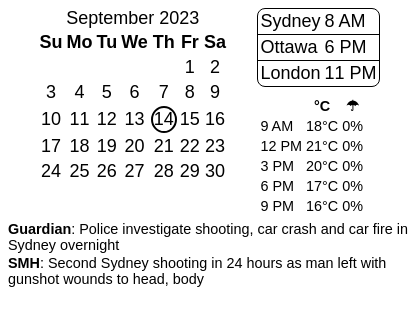 September 2023
Su Mo Tu We Th Fr Sa
1 2
3 4 5 6 7 8 9
10 11 12 13 14 15 16
17 18 19 20 21 22 23
24 25 26 27 28 29 30
Sydney 8 AM
Ottawa 6 PM
London 11 PM
°C ☂
9 AM 18°C 0%
12 PM 21°C 0%
3 PM 20°C 0%
6 PM 17°C 0%
9 PM 16°C 0%
Guardian: Police investigate shooting, car crash and car fire in
Sydney overnight
SMH: Second Sydney shooting in 24 hours as man left with
gunshot wounds to head, body